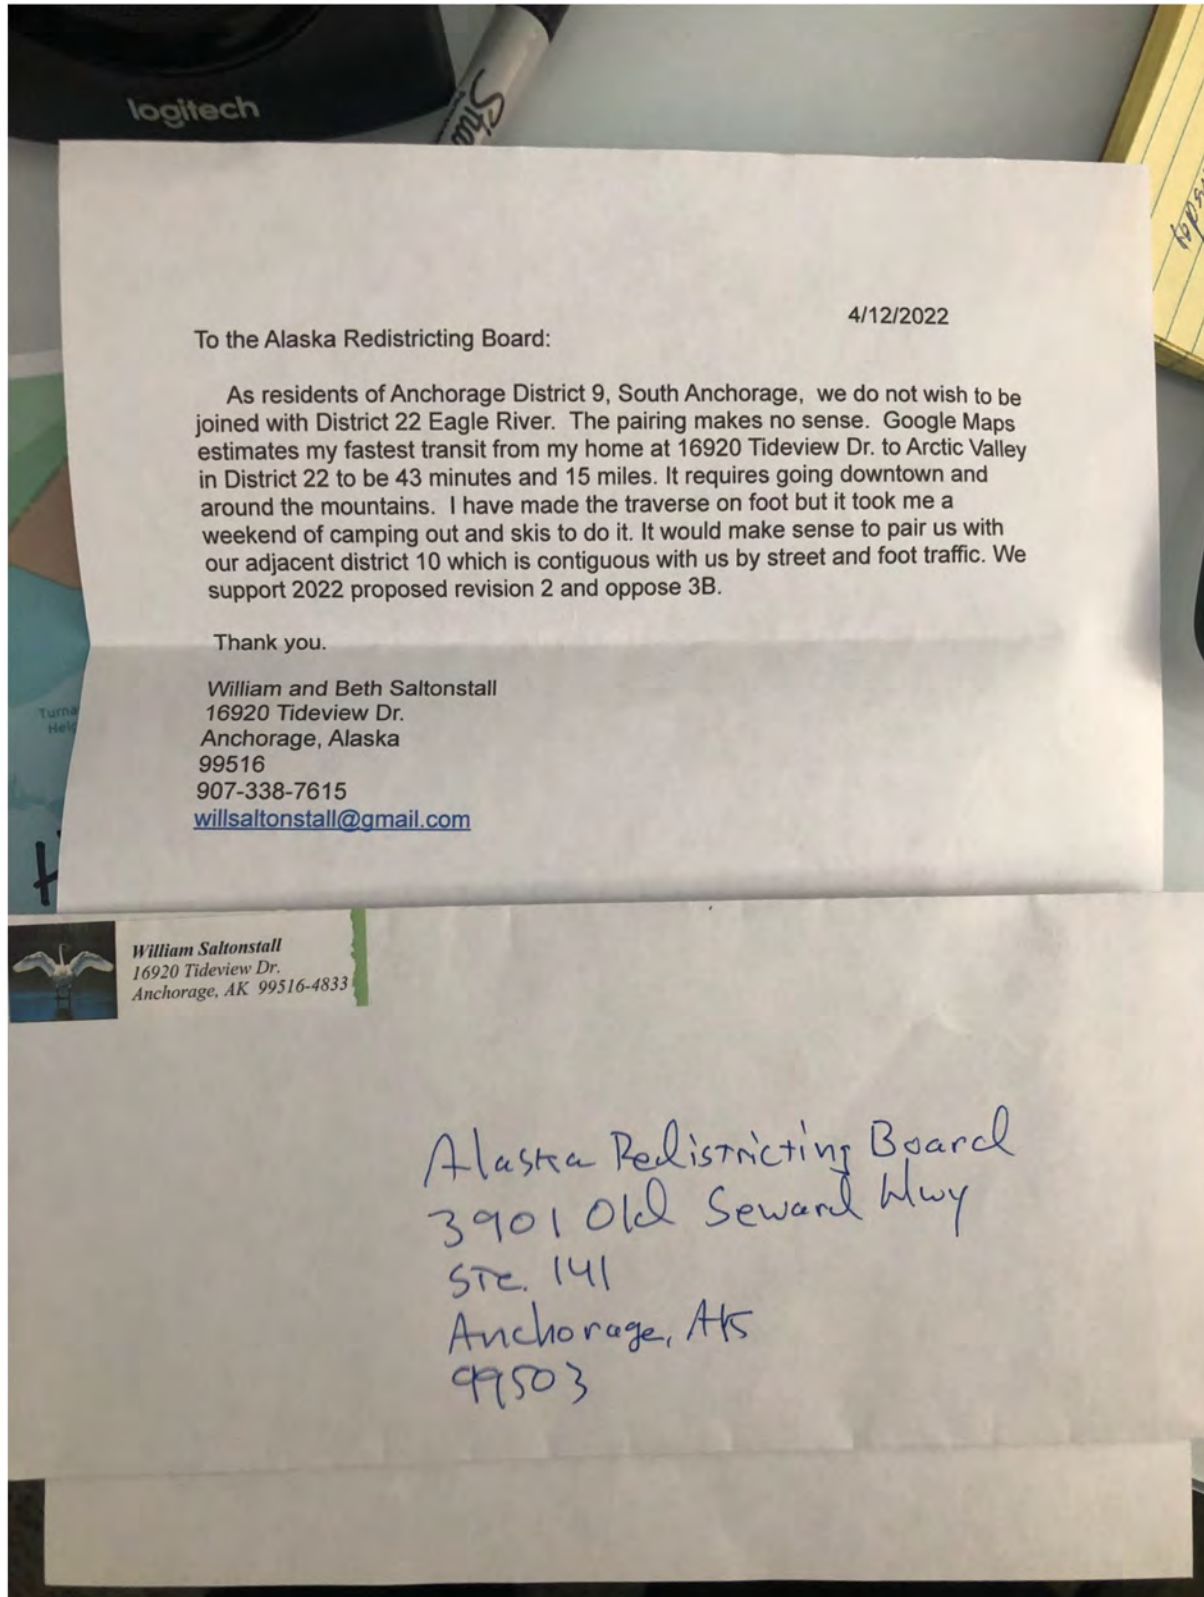 logitech
4/12/2022
To the Alaska Redistricting Board:
As residents of Anchorage District 9, South Anchorage, we do not wish to be
joined with District 22 Eagle River. The pairing makes no sense. Google Maps
estimates my fastest transit from my home at 16920 Tideview Dr. to Arctic Valley
in District 22 to be 43 minutes and 15 miles. It requires going downtown and
around the mountains. I have made the traverse on foot but it took me a
weekend of camping out and skis to do it. It would make sense to pair us with
our adjacent district 10 which is contiguous with us by street and foot traffic. We
support 2022 proposed revision 2 and oppose 3B.
Thank you.
William and Beth Saltonstall
16920 Tideview Dr.
Anchorage, Alaska
99516
907-338-7615
willsaltonstall@gmail.com
William Saltonstall
16920 Tideview Dr.
Anchorage, AK 99516-4833
Alaska Redistricting Board
3901 Old Seward Hwy
Ste. 141
Anchorage, AK
99503